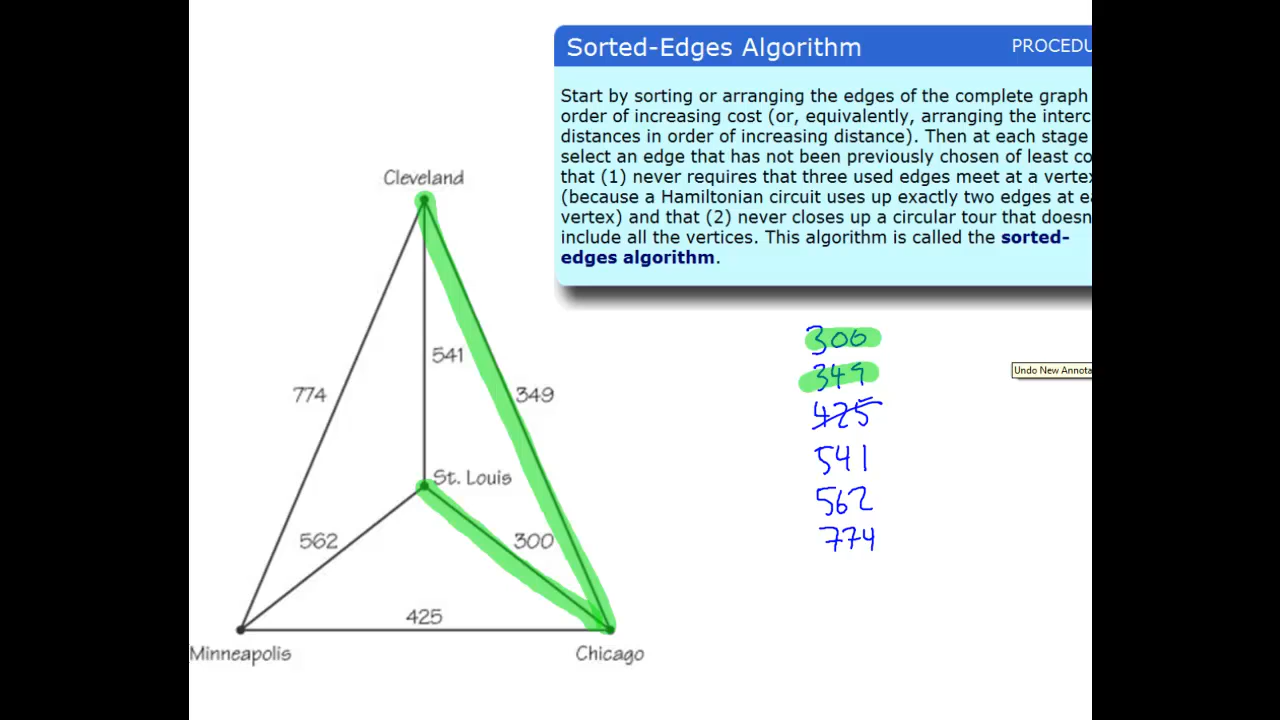 Sorted-Edges Algorithm PROCEDU
Start by sorting or arranging the edges of the complete graph
order of increasing cost (or, equivalently, arranging the interc
distances in order of increasing distance). Then at each stage
select an edge that has not been previously chosen of least co
that (1) never requires that three used edges meet at a vertex
(because a Hamiltonian circuit uses up exactly two edges at ea
vertex) and that (2) never closes up a circular tour that doesn
include all the vertices. This algorithm is called the sorted-
edges algorithm.
Cleveland
541
774
349
St. Louis
562
300
425
Minneapolis
Chicago
300
349
425
541
562
774
Undo New Annota